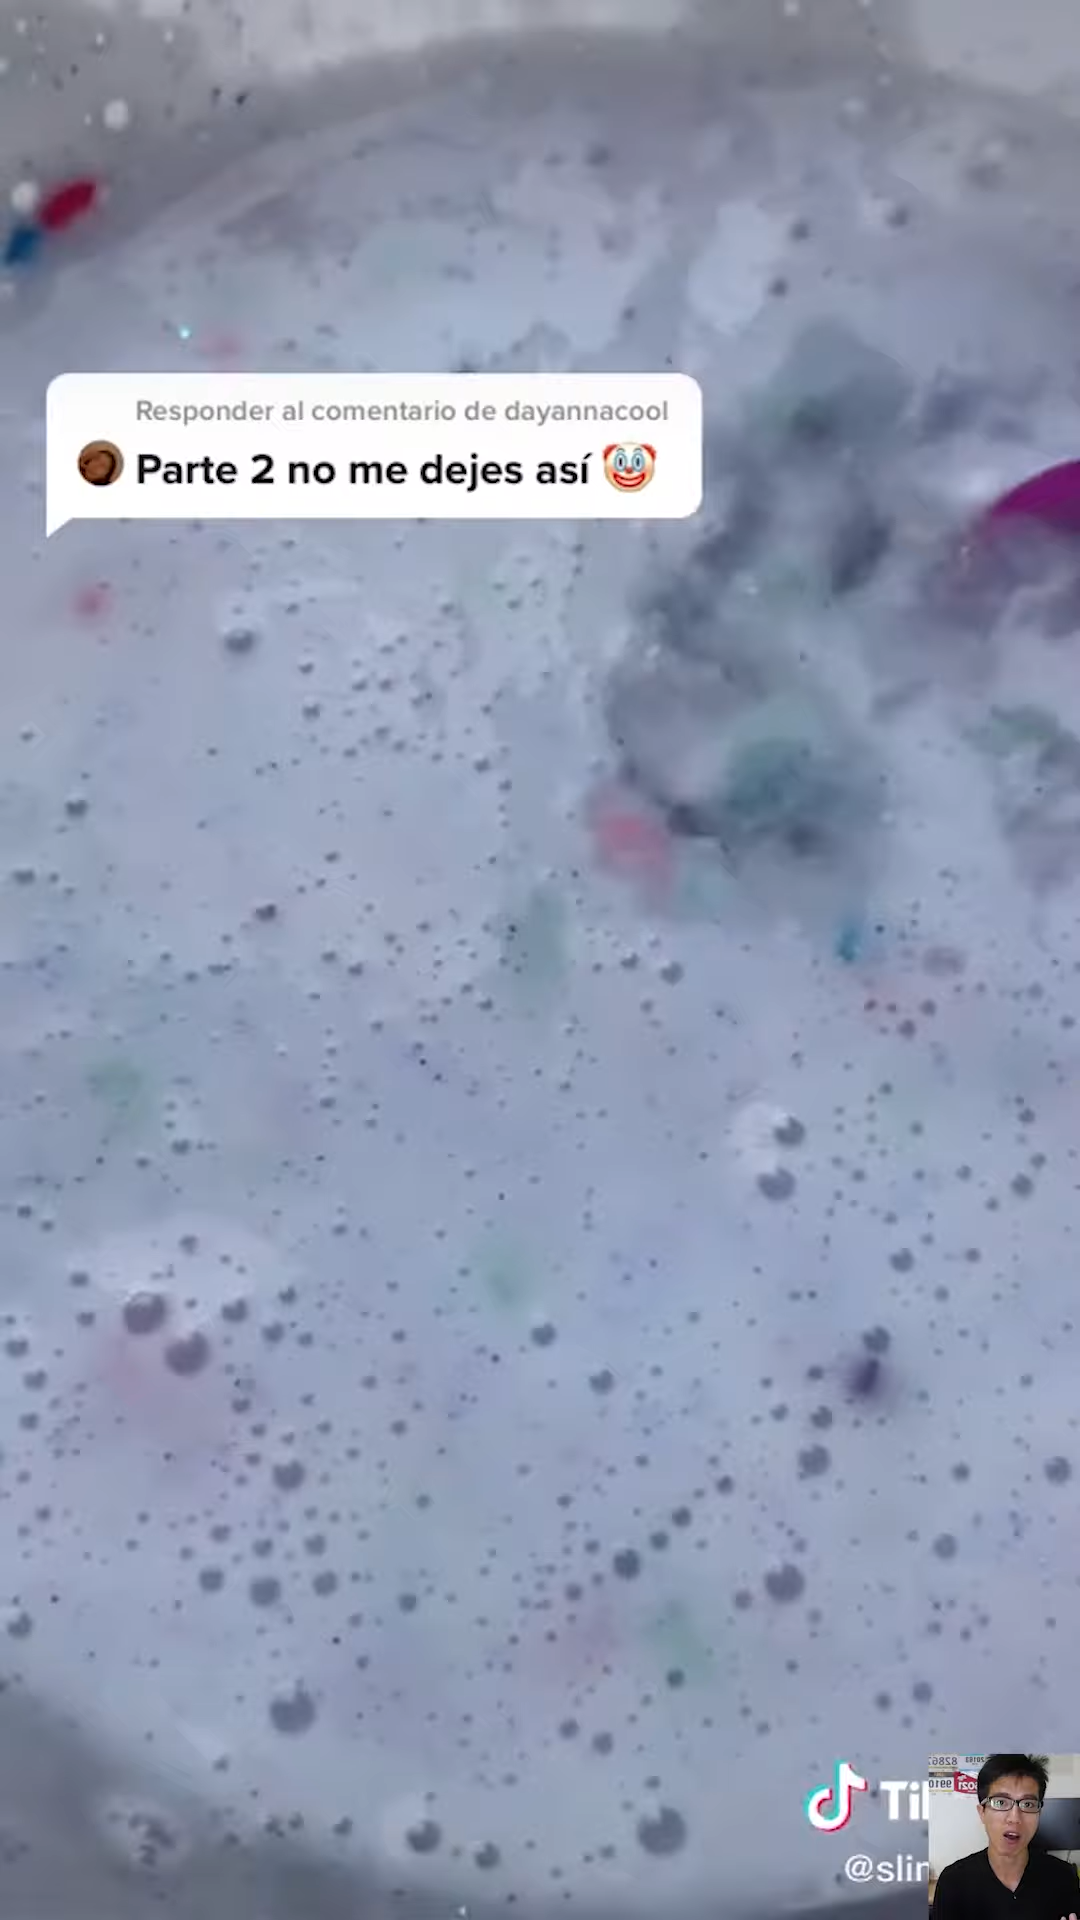 Responder al comentario de dayannacool
Parte 2 no me dejes así 🤡